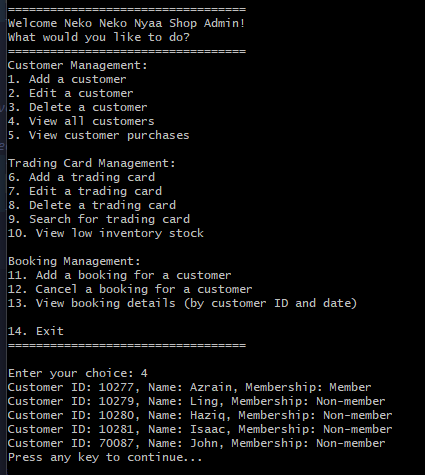 ==================================
Welcome Neko Neko Nyaa Shop Admin!
What would you like to do?
==================================
Customer Management:
1. Add a customer
2. Edit a customer
3. Delete a customer
4. View all customers
5. View customer purchases

Trading Card Management:
6. Add a trading card
7. Edit a trading card
8. Delete a trading card
9. Search for trading card
10. View low inventory stock

Booking Management:
11. Add a booking for a customer
12. Cancel a booking for a customer
13. View booking details (by customer ID and date)

14. Exit
==================================

Enter your choice: 4
Customer ID: 10277, Name: Azrain, Membership: Member
Customer ID: 10279, Name: Ling, Membership: Non-member
Customer ID: 10280, Name: Haziq, Membership: Non-member
Customer ID: 10281, Name: Isaac, Membership: Non-member
Customer ID: 70087, Name: John, Membership: Non-member
Press any key to continue...